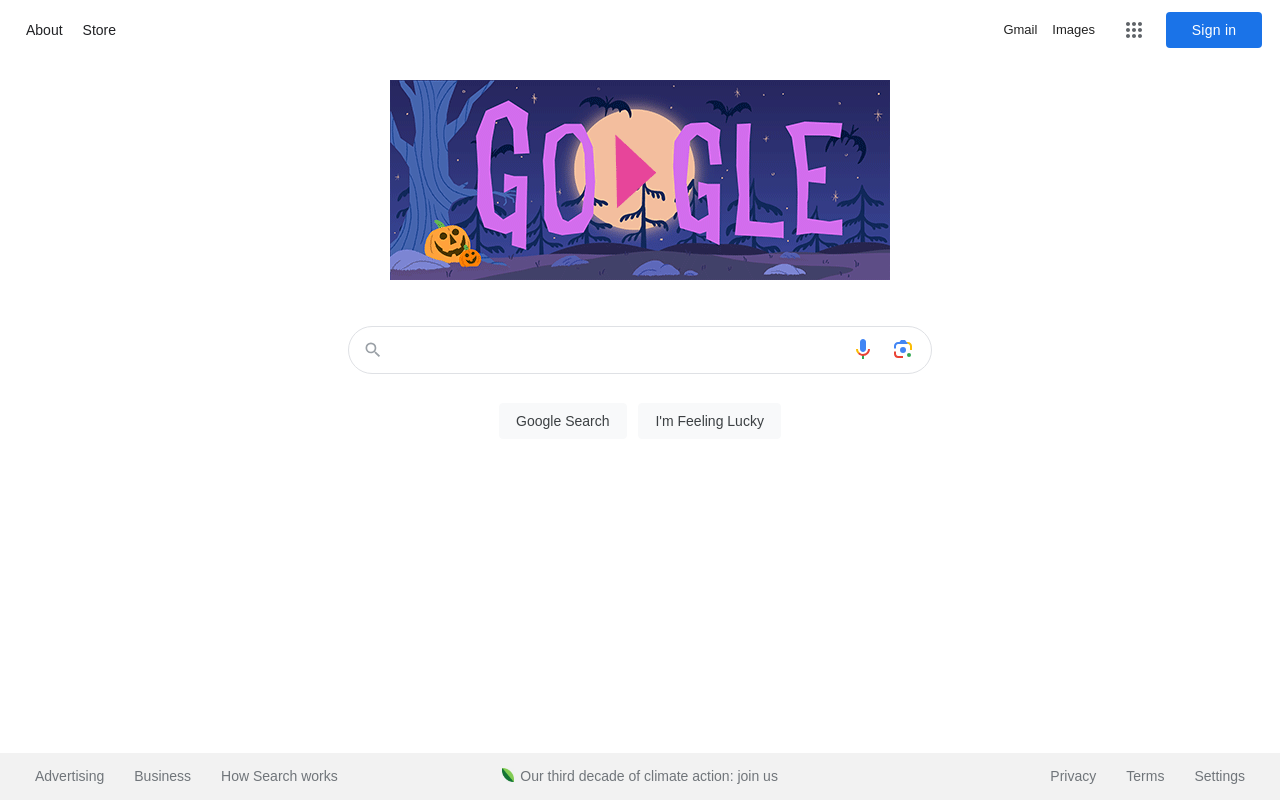 About Store Gmail Images Sign in
GOOGLE
Google Search I'm Feeling Lucky
Advertising Business How Search works Our third decade of climate action: join us Privacy Terms Settings